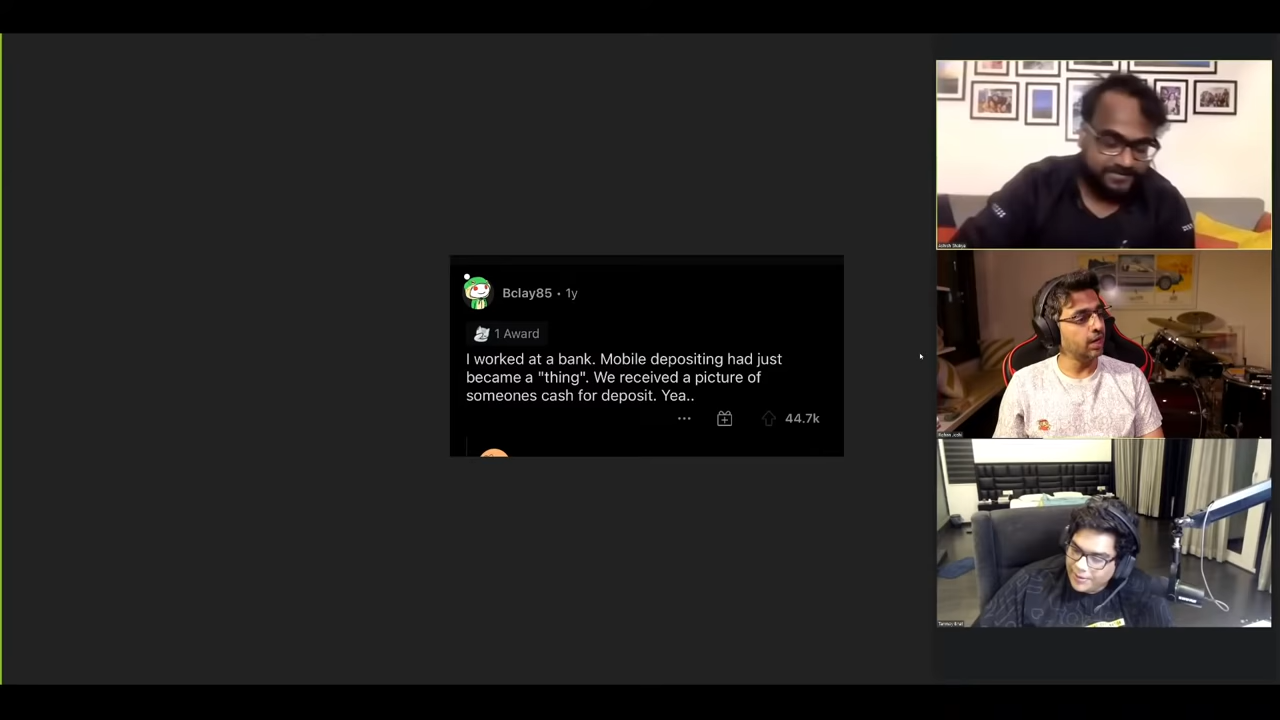 Bclay85 • 1y
1 Award
I worked at a bank. Mobile depositing had just
became a "thing". We received a picture of
someones cash for deposit. Yea..
44.7k